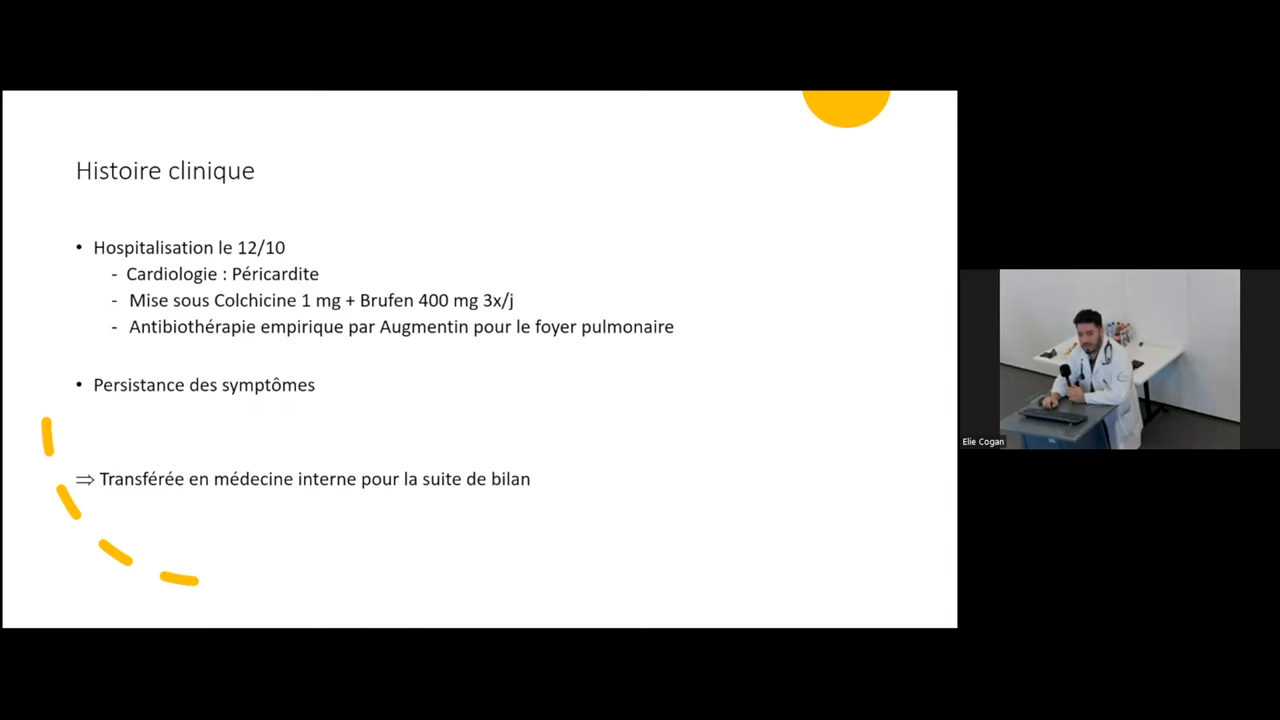 Histoire clinique
• Hospitalisation le 12/10
- Cardiologie : Péricardite
- Mise sous Colchicine 1 mg + Brufen 400 mg 3x/j
- Antibiothérapie empirique par Augmentin pour le foyer pulmonaire
• Persistance des symptômes
⇒ Transférée en médecine interne pour la suite de bilan
Elie Cogan